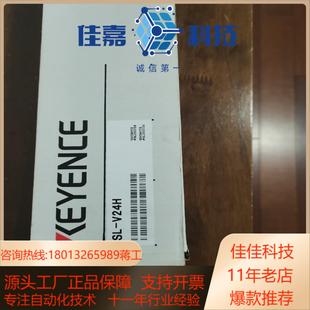 佳嘉
科技
诚信第一
KEYENCE
SL-V24H
咨询热线:18013265989蒋工
佳佳科技
源头工厂正品保障 支持开票
11年老店
专注自动化技术 十一年行业经验
爆款推荐